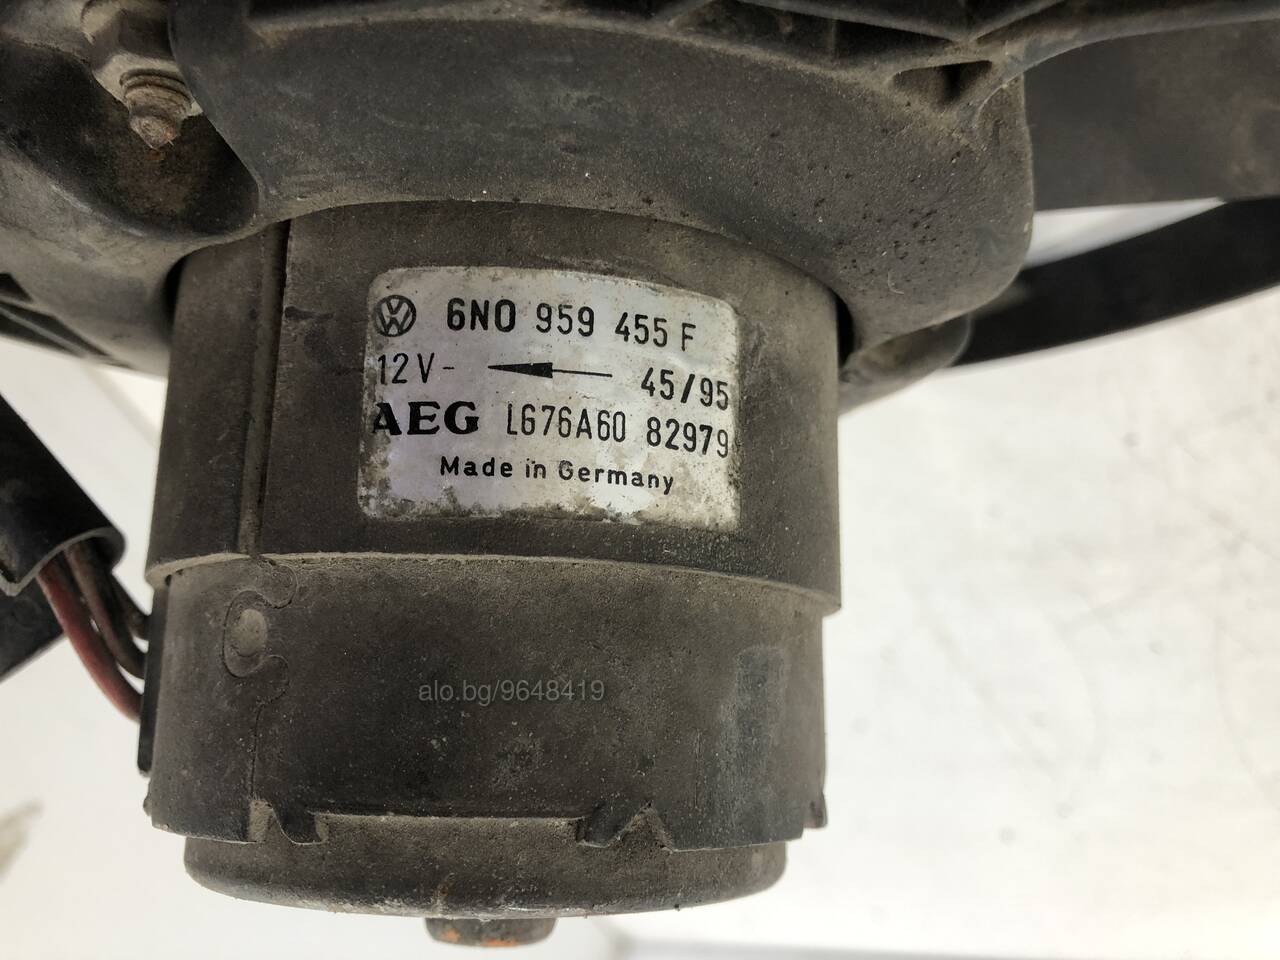 6N0 959 455 F
12V- 45/95
AEG L676A60 82979
Made in Germany
alo.bg/9648419